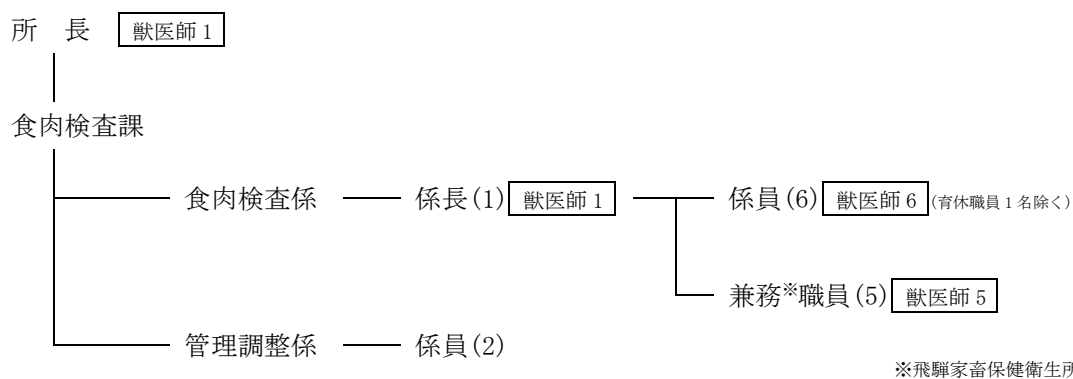 所　長　獣医師 1
食肉検査課
食肉検査係　係長(1)　獣医師 1　係員(6)　獣医師 6　(育休職員 1 名除く)
兼務※職員(5)　獣医師 5
管理調整係　係員(2)
※飛騨家畜保健衛生所